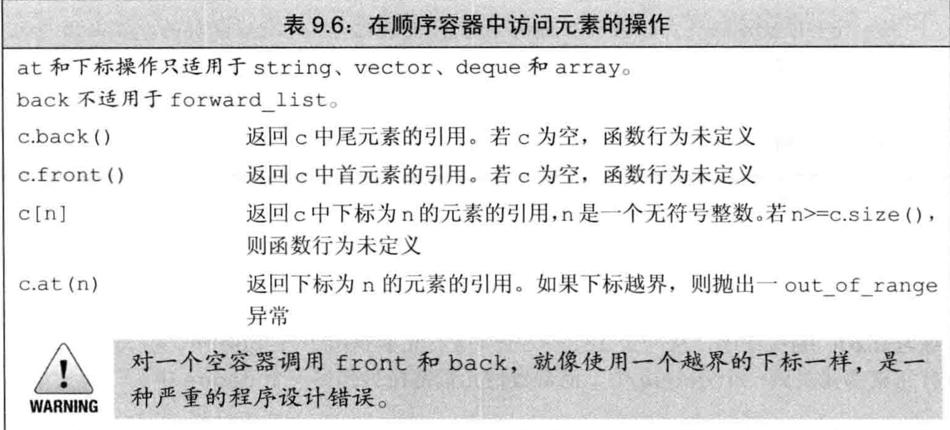 表 9.6：在顺序容器中访问元素的操作
at 和下标操作只适用于 string、vector、deque 和 array。
back 不适用于 forward_list。
c.back() 返回 c 中尾元素的引用。若 c 为空，函数行为未定义
c.front() 返回 c 中首元素的引用。若 c 为空，函数行为未定义
c[n] 返回 c 中下标为 n 的元素的引用，n 是一个无符号整数。若 n>=c.size()，
则函数行为未定义
c.at(n) 返回下标为 n 的元素的引用。如果下标越界，则抛出一 out_of_range
异常
对一个空容器调用 front 和 back，就像使用一个越界的下标一样，是一
WARNING 种严重的程序设计错误。